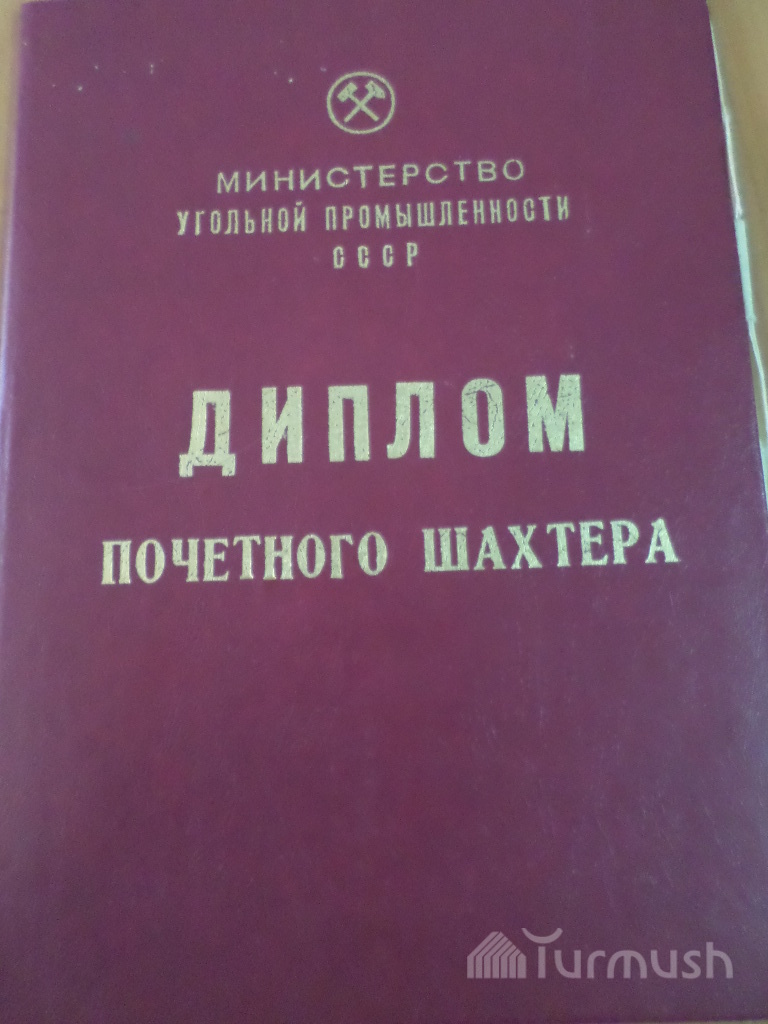 МИНИСТЕРСТВО
УГОЛЬНОЙ ПРОМЫШЛЕННОСТИ
СССР
ДИПЛОМ
ПОЧЕТНОГО ШАХТЕРА
Turmush